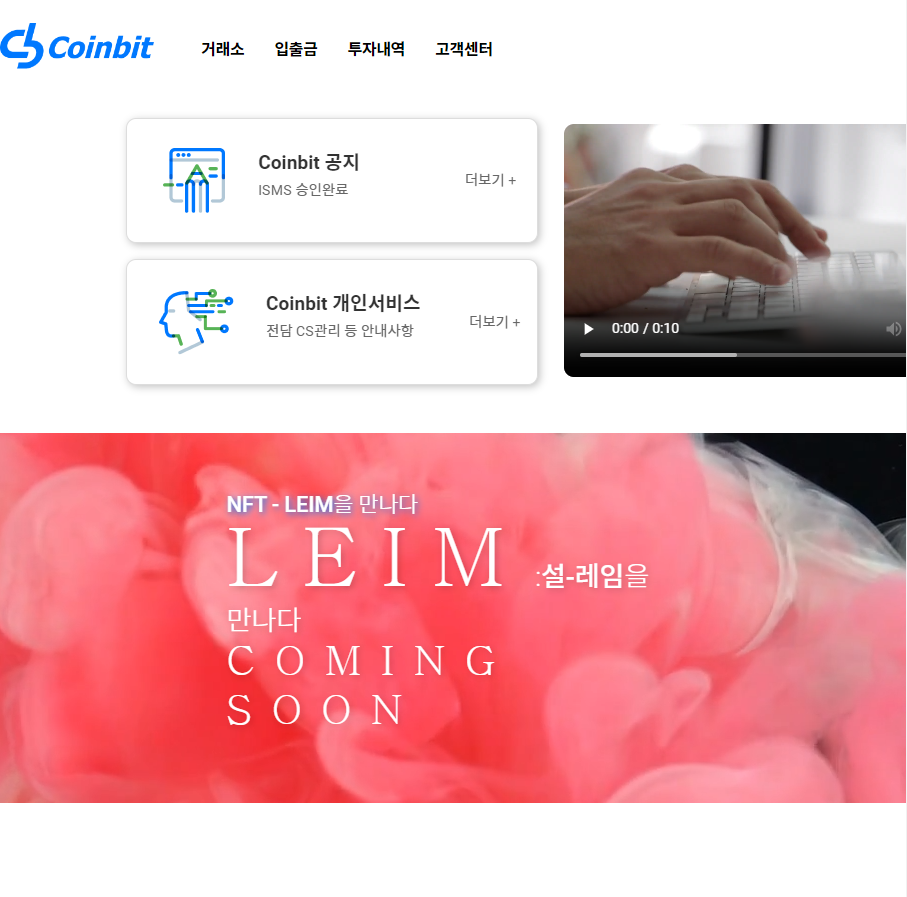 Coinbit
거래소 입출금 투자내역 고객센터
Coinbit 공지
ISMS 승인완료
더보기 +
Coinbit 개인서비스
전담 CS관리 등 안내사항
더보기 +
0:00 / 0:10
NFT - LEIM을 만나다
LEIM :설-레임을
만나다
COMING
SOON